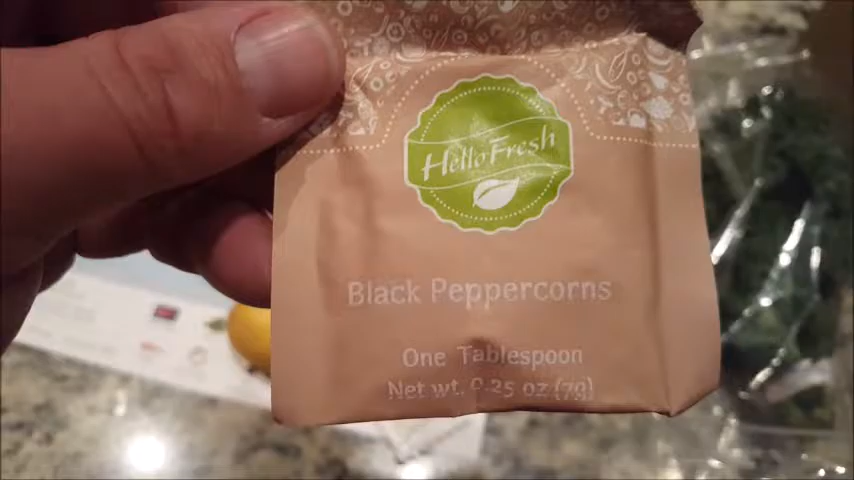 HelloFresh
Black Peppercorns
One Tablespoon
Net wt. 0.25 oz (7g)